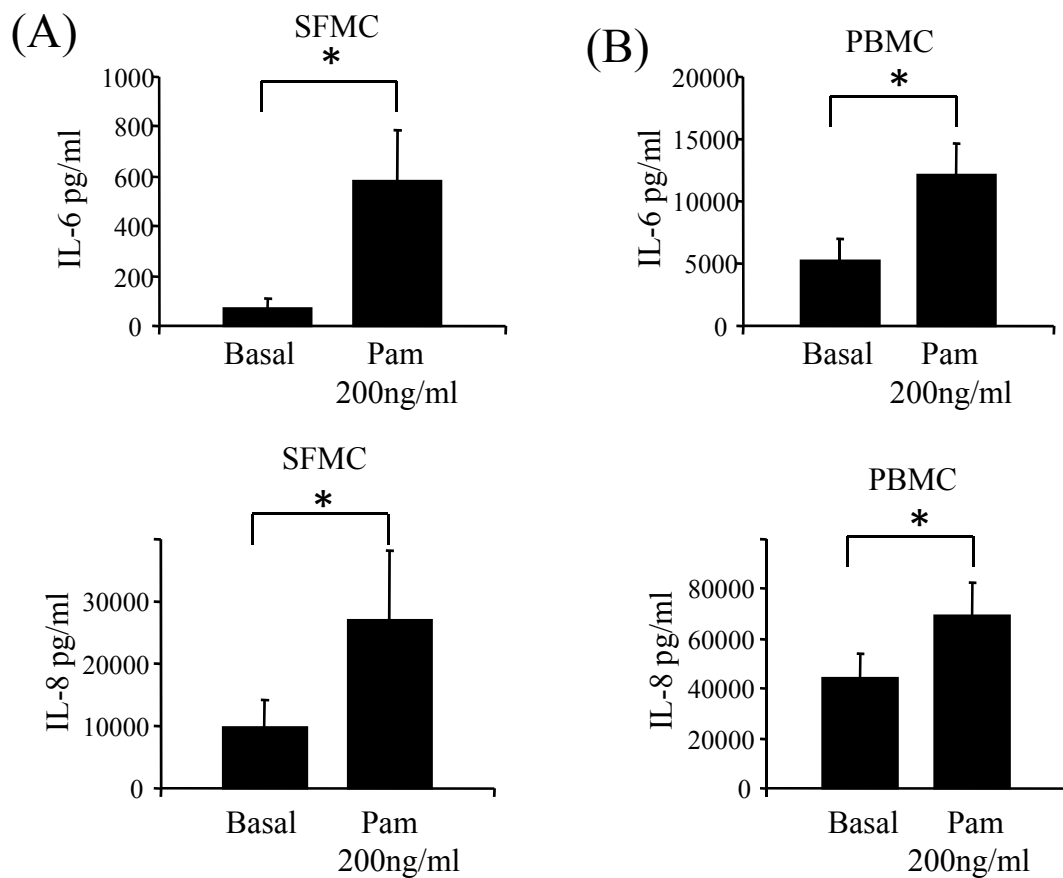 (A)
SFMC
*
IL-6 pg/ml
1000
800
600
400
200
0
Basal
Pam
200ng/ml
(B)
PBMC
*
IL-6 pg/ml
20000
15000
10000
5000
0
Basal
Pam
200ng/ml
SFMC
*
IL-8 pg/ml
30000
20000
10000
0
Basal
Pam
200ng/ml
PBMC
*
IL-8 pg/ml
80000
60000
40000
20000
0
Basal
Pam
200ng/ml